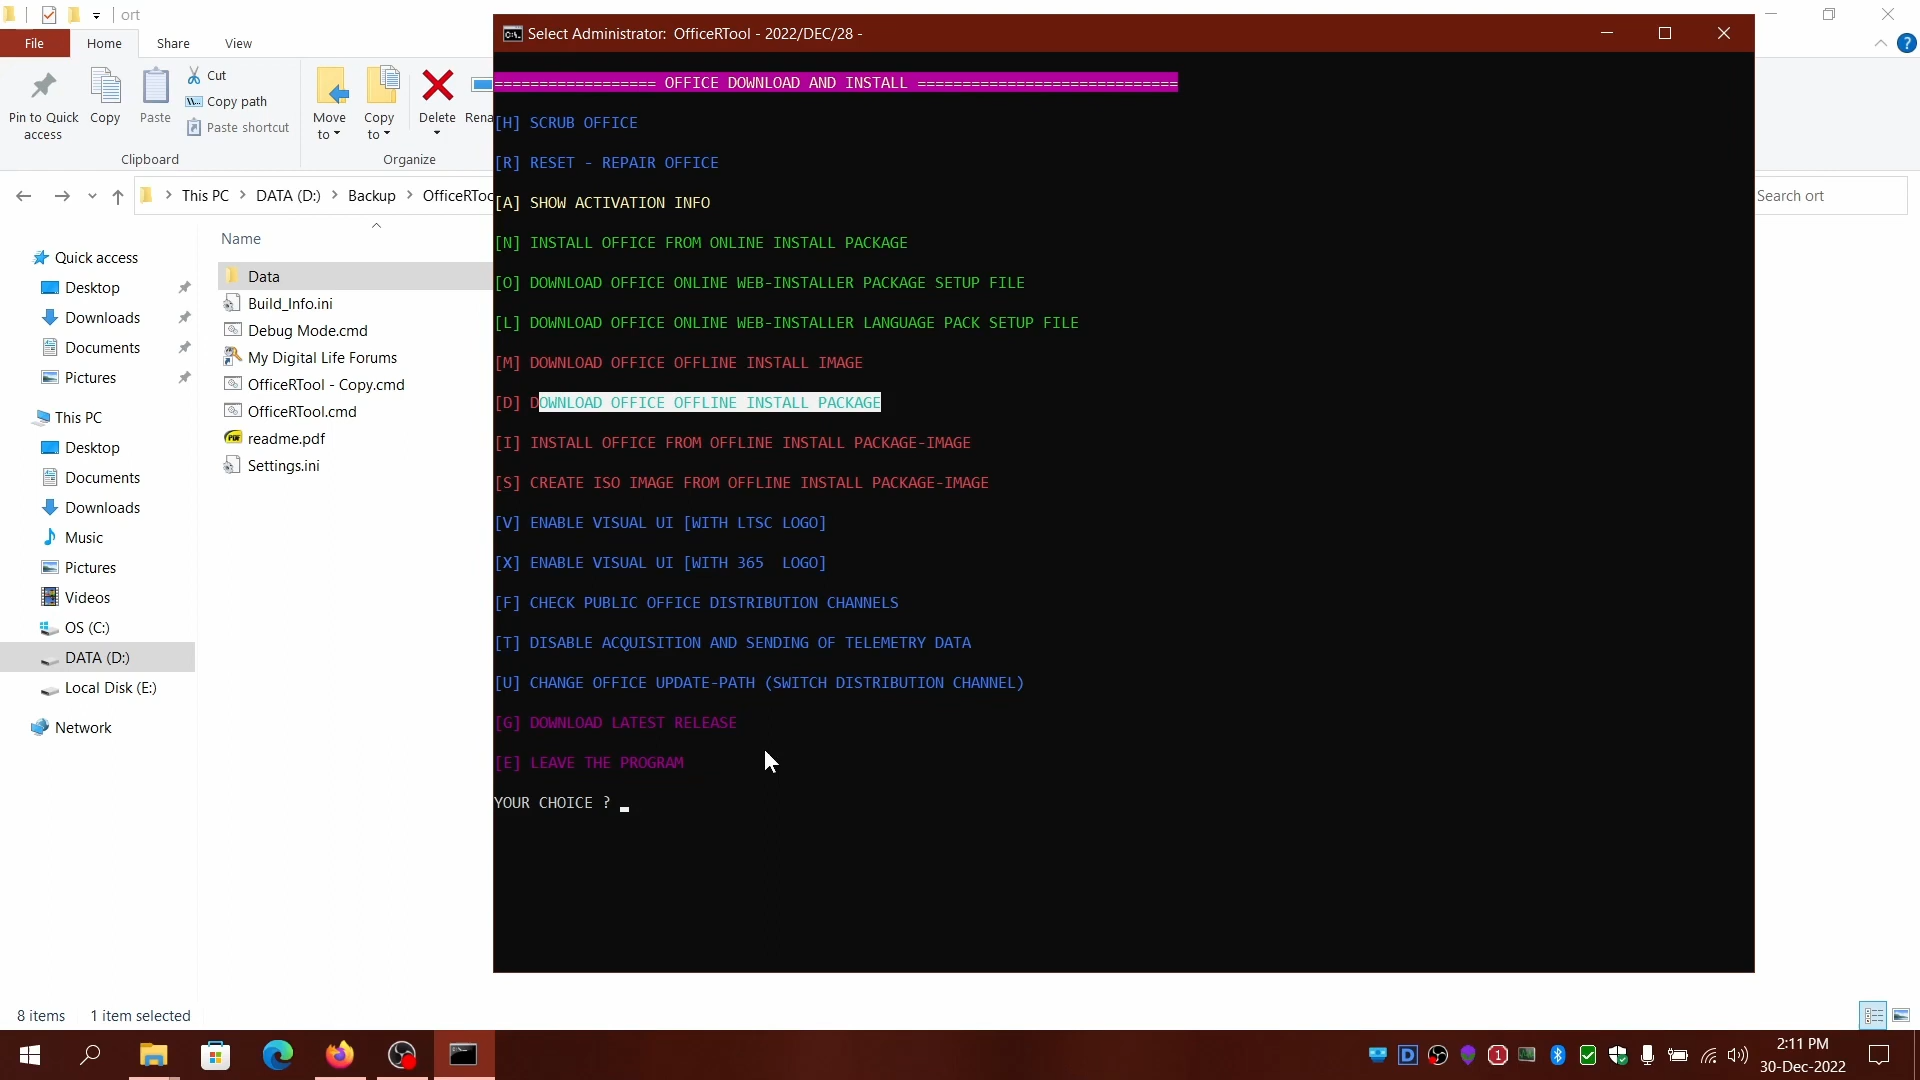 ort
File
Home
Share
View
Pin to Quick access
Copy
Paste
Cut
Copy path
Paste shortcut
Clipboard
Move to
Copy to
Delete
Organize
This PC
DATA (D:)
Backup
Search ort
Quick access
Desktop
Downloads
Documents
Pictures
This PC
Desktop
Documents
Downloads
Music
Pictures
Videos
OS (C:)
DATA (D:)
Local Disk (E:)
Network
Name
Data
Build_Info.ini
Debug Mode.cmd
My Digital Life Forums
OfficeRTool - Copy.cmd
OfficeRTool.cmd
readme.pdf
Settings.ini
8 items
1 item selected
Select Administrator: OfficeRTool - 2022/DEC/28 -
================== OFFICE DOWNLOAD AND INSTALL =============================
[H] SCRUB OFFICE
[R] RESET - REPAIR OFFICE
[A] SHOW ACTIVATION INFO
[N] INSTALL OFFICE FROM ONLINE INSTALL PACKAGE
[O] DOWNLOAD OFFICE ONLINE WEB-INSTALLER PACKAGE SETUP FILE
[L] DOWNLOAD OFFICE ONLINE WEB-INSTALLER LANGUAGE PACK SETUP FILE
[M] DOWNLOAD OFFICE OFFLINE INSTALL IMAGE
[D] DOWNLOAD OFFICE OFFLINE INSTALL PACKAGE
[I] INSTALL OFFICE FROM OFFLINE INSTALL PACKAGE-IMAGE
[S] CREATE ISO IMAGE FROM OFFLINE INSTALL PACKAGE-IMAGE
[V] ENABLE VISUAL UI [WITH LTSC LOGO]
[X] ENABLE VISUAL UI [WITH 365  LOGO]
[F] CHECK PUBLIC OFFICE DISTRIBUTION CHANNELS
[T] DISABLE ACQUISITION AND SENDING OF TELEMETRY DATA
[U] CHANGE OFFICE UPDATE-PATH (SWITCH DISTRIBUTION CHANNEL)
[G] DOWNLOAD LATEST RELEASE
[E] LEAVE THE PROGRAM
YOUR CHOICE ? _
2:11 PM
30-Dec-2022